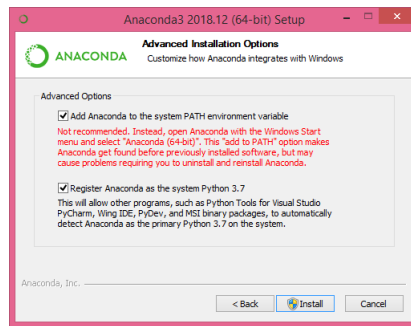 Anaconda3 2018.12 (64-bit) Setup
ANACONDA
Advanced Installation Options
Customize how Anaconda integrates with Windows
Advanced Options
Add Anaconda to the system PATH environment variable
Not recommended. Instead, open Anaconda with the Windows Start
menu and select "Anaconda (64-bit)". This "add to PATH" option makes
Anaconda get found before previously installed software, but may
cause problems requiring you to uninstall and reinstall Anaconda.
Register Anaconda as the system Python 3.7
This will allow other programs, such as Python Tools for Visual Studio
PyCharm, Wing IDE, PyDev, and MSI binary packages, to automatically
detect Anaconda as the primary Python 3.7 on the system.
Anaconda, Inc.
< Back
Install
Cancel